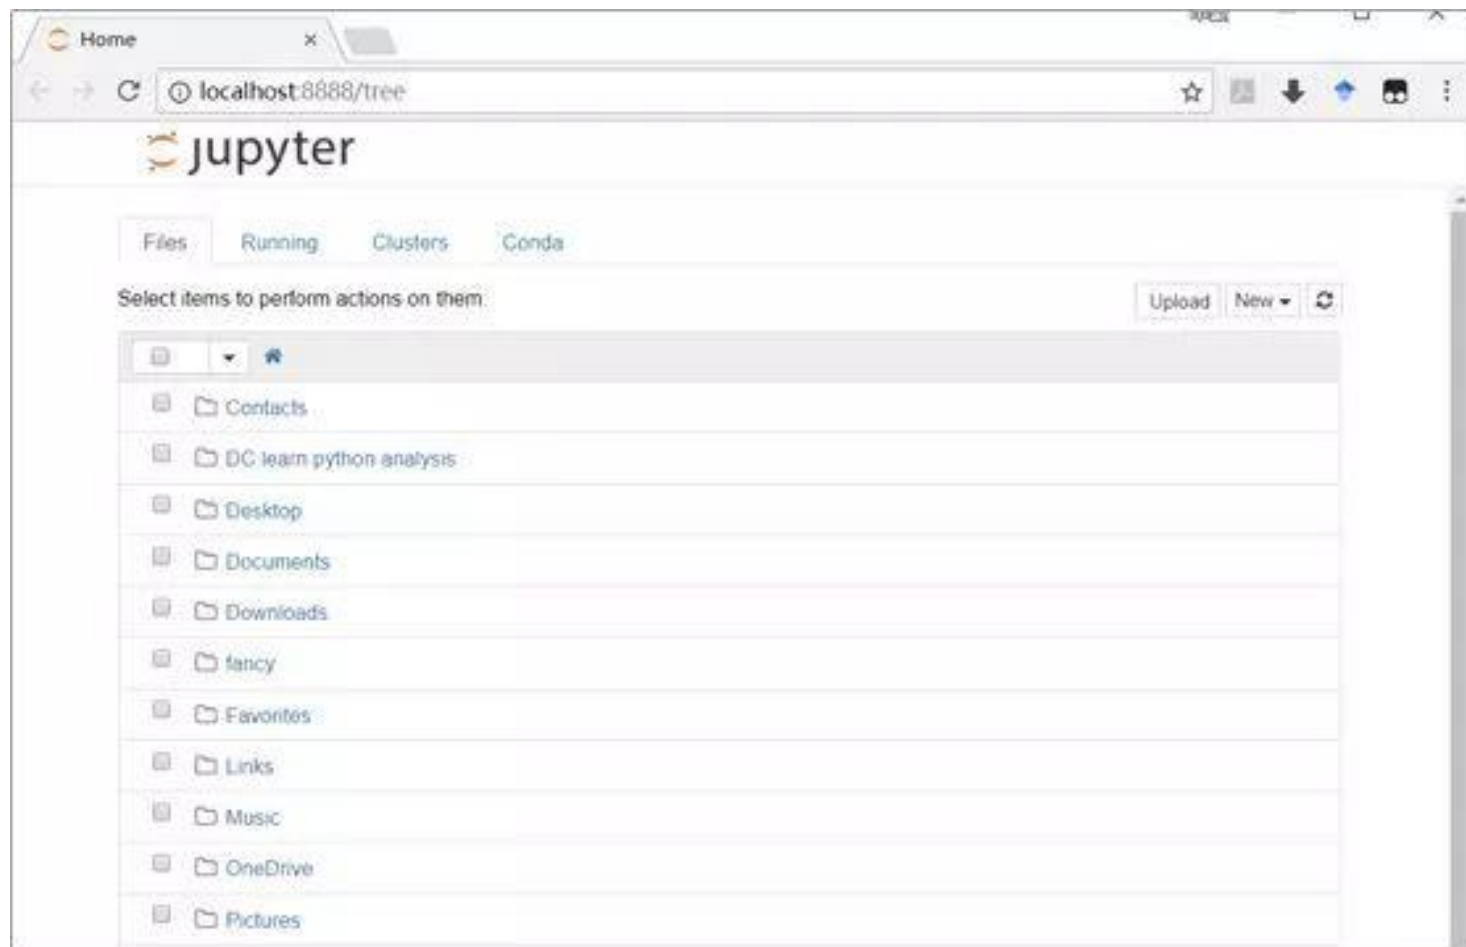 Home
localhost:8888/tree
jupyter
Files Running Clusters Conda
Select items to perform actions on them.
Upload New
Contacts
DC learn python analysis
Desktop
Documents
Downloads
fancy
Favorites
Links
Music
OneDrive
Pictures